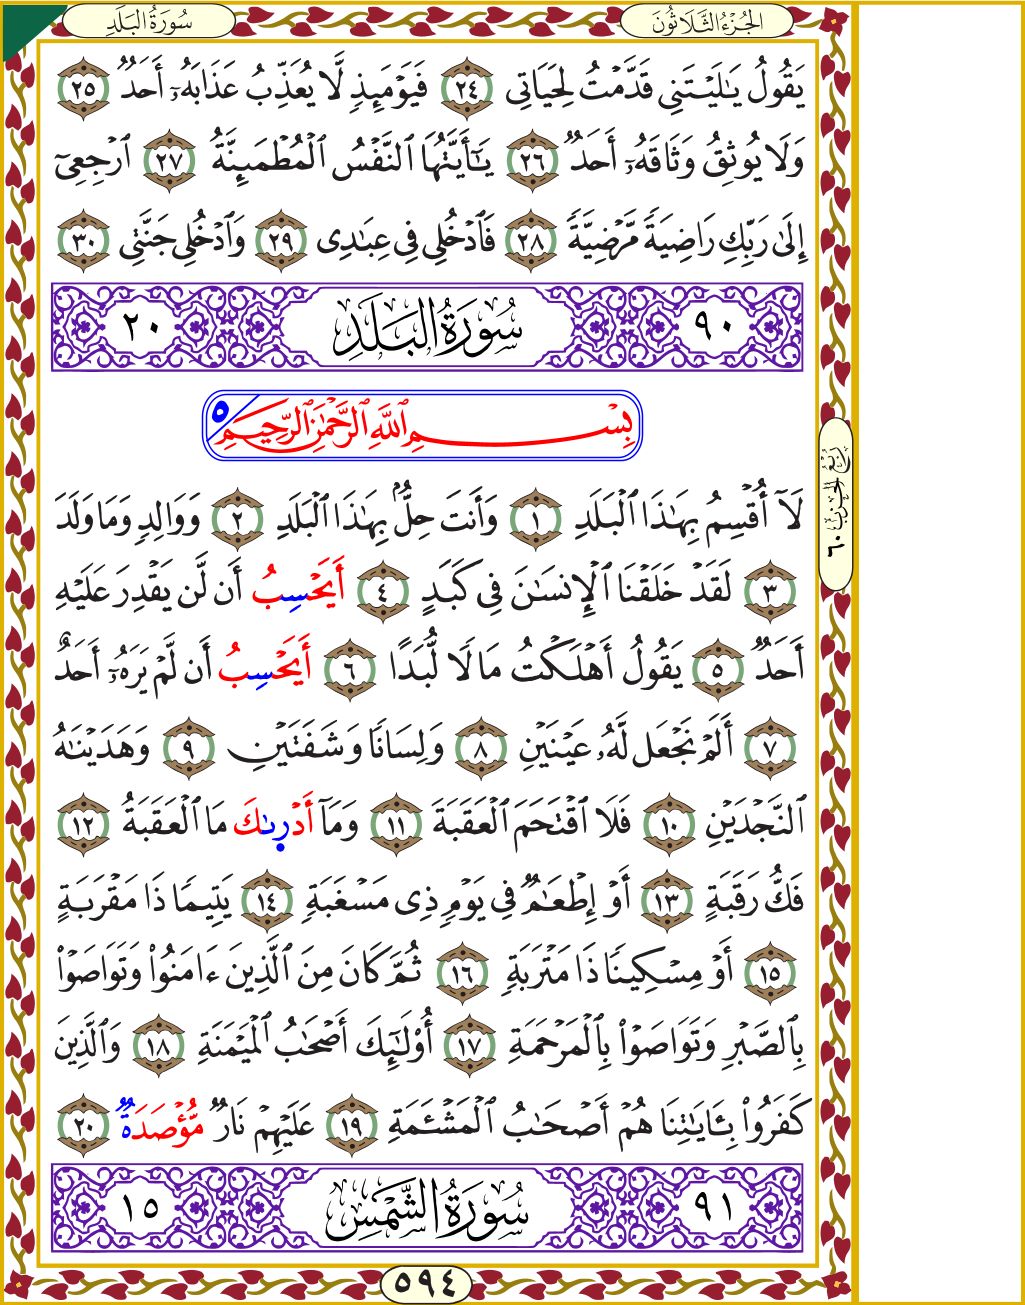 الجُزْءُ الثَّلَاثُونَ
سُورَةُ البَلَدِ
يَقُولُ يَـٰلَيْتَنِى قَدَّمْتُ لِحَيَاتِى ٢٤ فَيَوْمَئِذٍ لَّا يُعَذِّبُ عَذَابَهُۥٓ أَحَدٌ ٢٥
وَلَا يُوثِقُ وَثَاقَهُۥٓ أَحَدٌ ٢٦ يَـٰٓأَيَّتُهَا ٱلنَّفْسُ ٱلْمُطْمَئِنَّةُ ٢٧ ٱرْجِعِىٓ
إِلَىٰ رَبِّكِ رَاضِيَةً مَّرْضِيَّةً ٢٨ فَٱدْخُلِى فِى عِبَـٰدِى ٢٩ وَٱدْخُلِى جَنَّتِى ٣٠
٩٠ سُورَةُ البَلَدِ ٢٠
بِسْمِ ٱللَّهِ ٱلرَّحْمَـٰنِ ٱلرَّحِيمِ ٥
لَآ أُقْسِمُ بِهَـٰذَا ٱلْبَلَدِ ١ وَأَنتَ حِلٌّۢ بِهَـٰذَا ٱلْبَلَدِ ٢ وَوَالِدٍ وَمَا وَلَدَ
٣ لَقَدْ خَلَقْنَا ٱلْإِنسَـٰنَ فِى كَبَدٍ ٤ أَيَحْسِبُ أَن لَّن يَقْدِرَ عَلَيْهِ
أَحَدٌ ٥ يَقُولُ أَهْلَكْتُ مَالًا لُّبَدًا ٦ أَيَحْسِبُ أَن لَّمْ يَرَهُۥٓ أَحَدٌ
٧ أَلَمْ نَجْعَل لَّهُۥ عَيْنَيْنِ ٨ وَلِسَانًا وَشَفَتَيْنِ ٩ وَهَدَيْنَـٰهُ
ٱلنَّجْدَيْنِ ١٠ فَلَا ٱقْتَحَمَ ٱلْعَقَبَةَ ١١ وَمَآ أَدْرِىٰكَ مَا ٱلْعَقَبَةُ ١٢
فَكُّ رَقَبَةٍ ١٣ أَوْ إِطْعَـٰمٌ فِى يَوْمٍ ذِى مَسْغَبَةٍ ١٤ يَتِيمًا ذَا مَقْرَبَةٍ
١٥ أَوْ مِسْكِينًا ذَا مَتْرَبَةٍ ١٦ ثُمَّ كَانَ مِنَ ٱلَّذِينَ ءَامَنُوا۟ وَتَوَاصَوْا۟
بِٱلصَّبْرِ وَتَوَاصَوْا۟ بِٱلْمَرْحَمَةِ ١٧ أُو۟لَـٰٓئِكَ أَصْحَـٰبُ ٱلْمَيْمَنَةِ ١٨ وَٱلَّذِينَ
كَفَرُوا۟ بِـَٔايَـٰتِنَا هُمْ أَصْحَـٰبُ ٱلْمَشْـَٔمَةِ ١٩ عَلَيْهِمْ نَارٌ مُّؤْصَدَةٌۢ ٢٠
٩١ سُورَةُ الشَّمْسِ ١٥
رُبْعُ الحِزْبِ ٦٠
٥٩٤